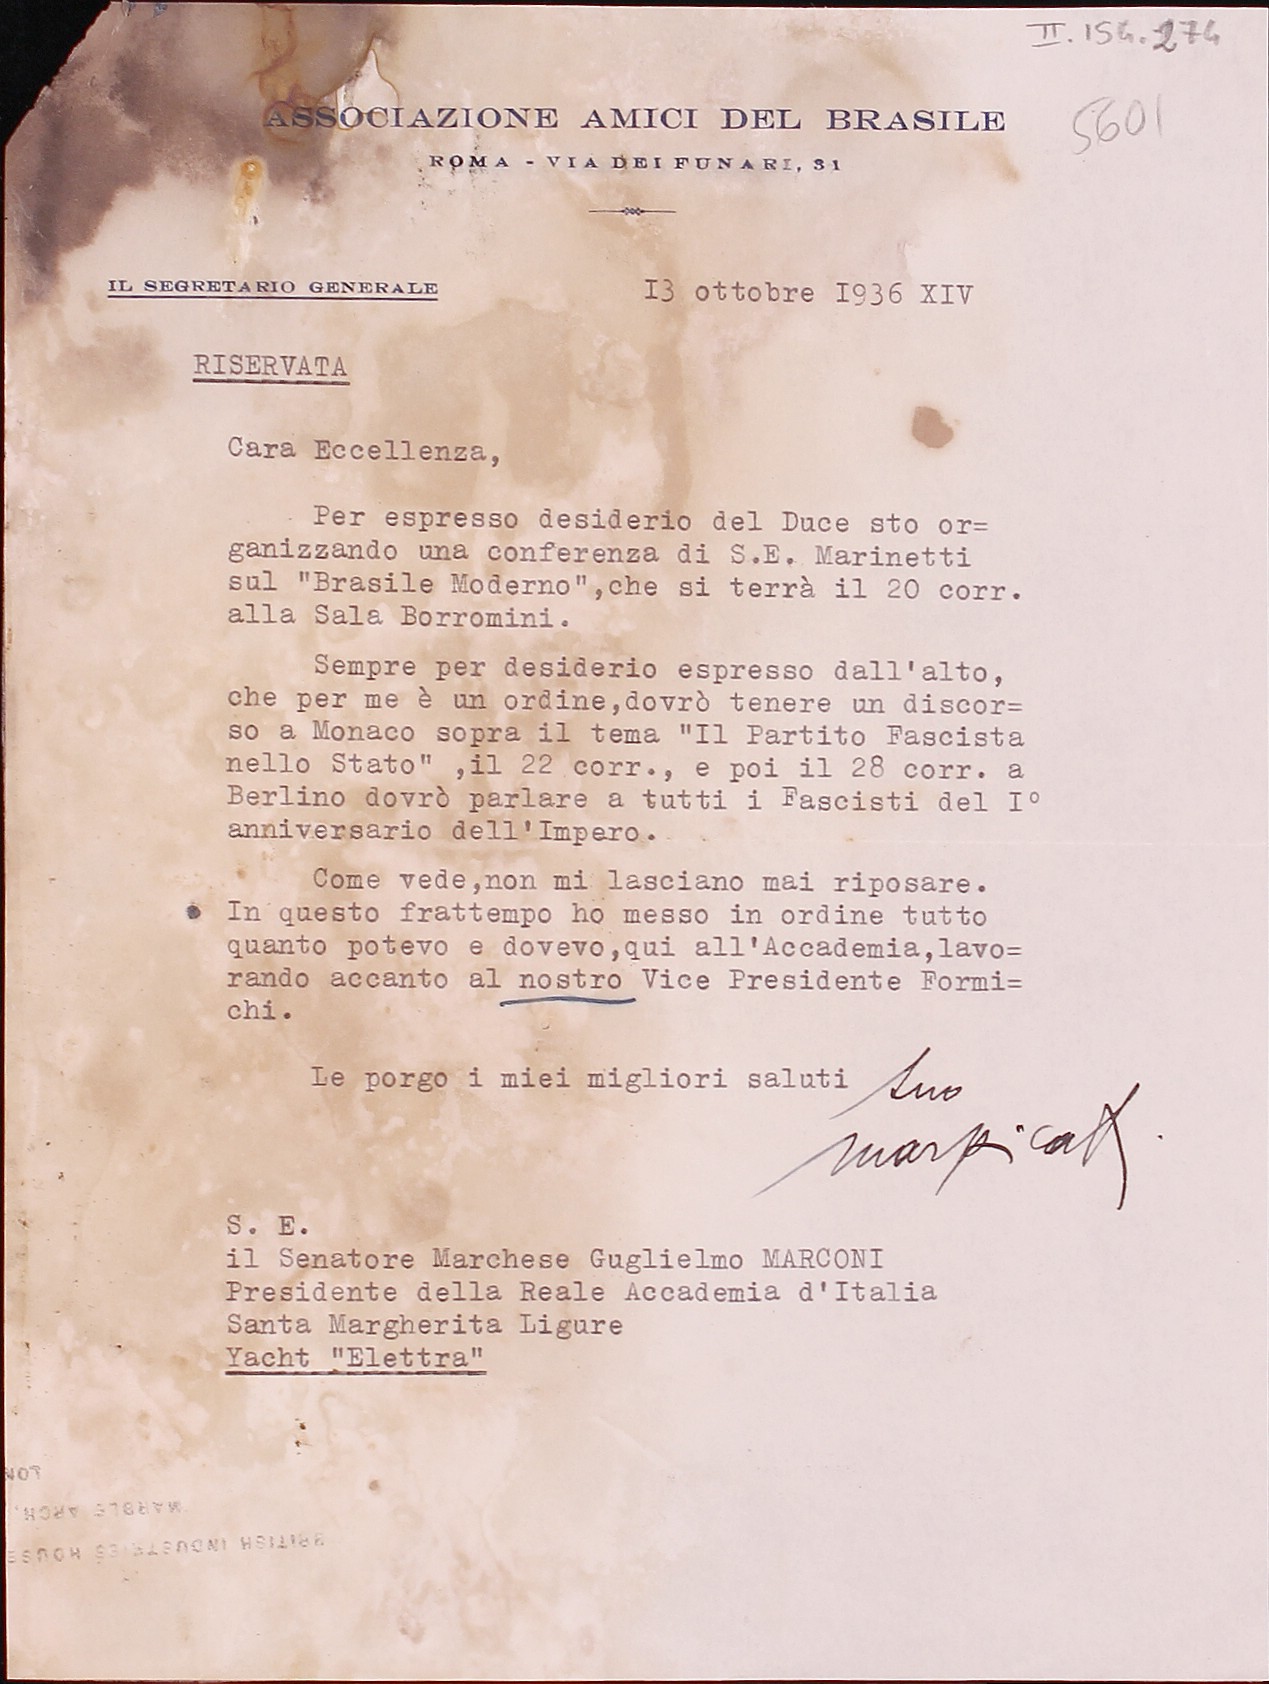 II.154.274
ASSOCIAZIONE AMICI DEL BRASILE
5601
ROMA - VIA DEI FUNARI, 31
IL SEGRETARIO GENERALE
I3 ottobre I936 XIV
RISERVATA
Cara Eccellenza,
Per espresso desiderio del Duce sto or=
ganizzando una conferenza di S.E. Marinetti
sul "Brasile Moderno",che si terrà il 20 corr.
alla Sala Borromini.
Sempre per desiderio espresso dall'alto,
che per me è un ordine,dovrò tenere un discor=
so a Monaco sopra il tema "Il Partito Fascista
nello Stato" ,il 22 corr., e poi il 28 corr. a
Berlino dovrò parlare a tutti i Fascisti del I°
anniversario dell'Impero.
Come vede,non mi lasciano mai riposare.
In questo frattempo ho messo in ordine tutto
quanto potevo e dovevo,qui all'Accademia,lavo=
rando accanto al nostro Vice Presidente Formi=
chi.
Le porgo i miei migliori saluti suo
Marpicati
S. E.
il Senatore Marchese Guglielmo MARCONI
Presidente della Reale Accademia d'Italia
Santa Margherita Ligure
Yacht "Elettra"
MARBLE ARCH,
BRITISH INDUSTRIES HOUSE